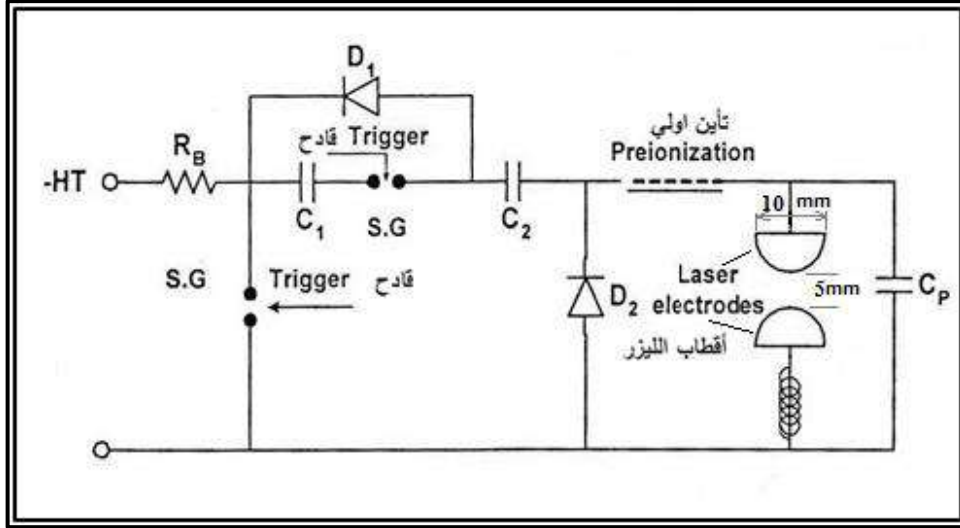 D1
قادح Trigger
تأين اولي
Preionization
RB
-HT
C1
S.G
C2
10 mm
S.G
Trigger قادح
D2
Laser
electrodes
أقطاب الليزر
5mm
CP